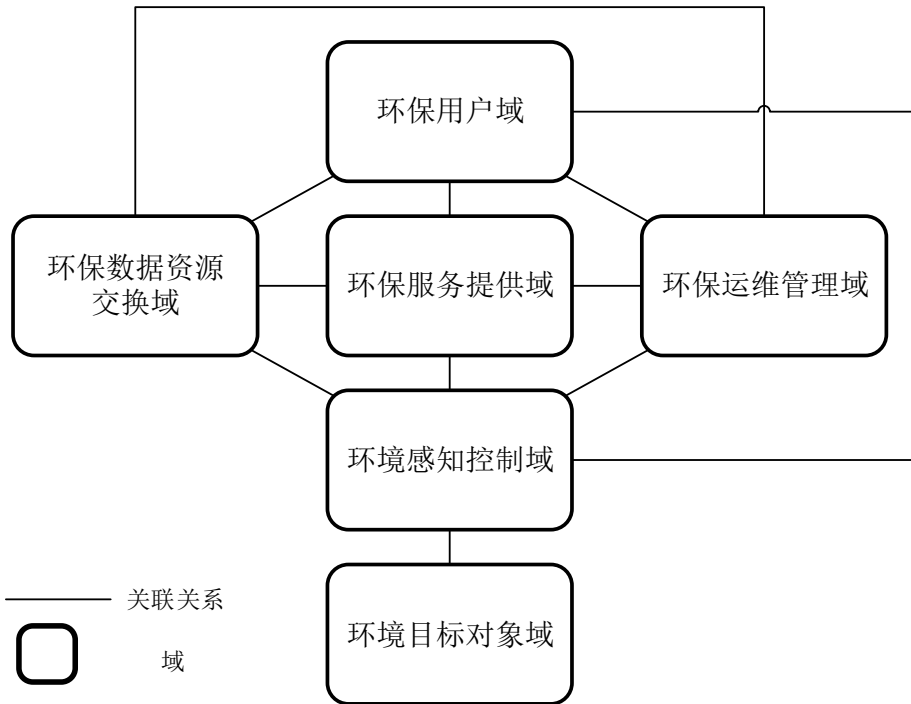 环保用户域
环保数据资源
交换域
环保服务提供域
环保运维管理域
环境感知控制域
环境目标对象域
关联关系
域